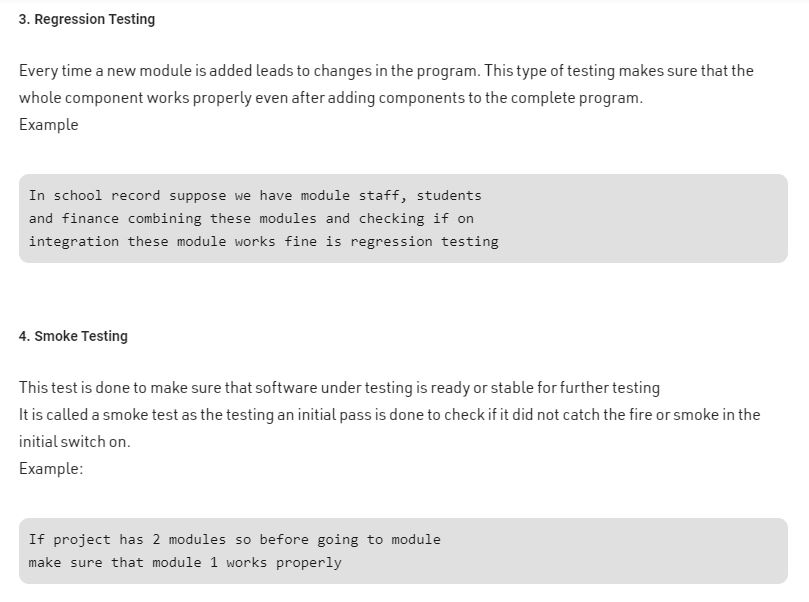 3. Regression Testing
Every time a new module is added leads to changes in the program. This type of testing makes sure that the
whole component works properly even after adding components to the complete program.
Example
In school record suppose we have module staff, students
and finance combining these modules and checking if on
integration these module works fine is regression testing
4. Smoke Testing
This test is done to make sure that software under testing is ready or stable for further testing
It is called a smoke test as the testing an initial pass is done to check if it did not catch the fire or smoke in the
initial switch on.
Example:
If project has 2 modules so before going to module
make sure that module 1 works properly